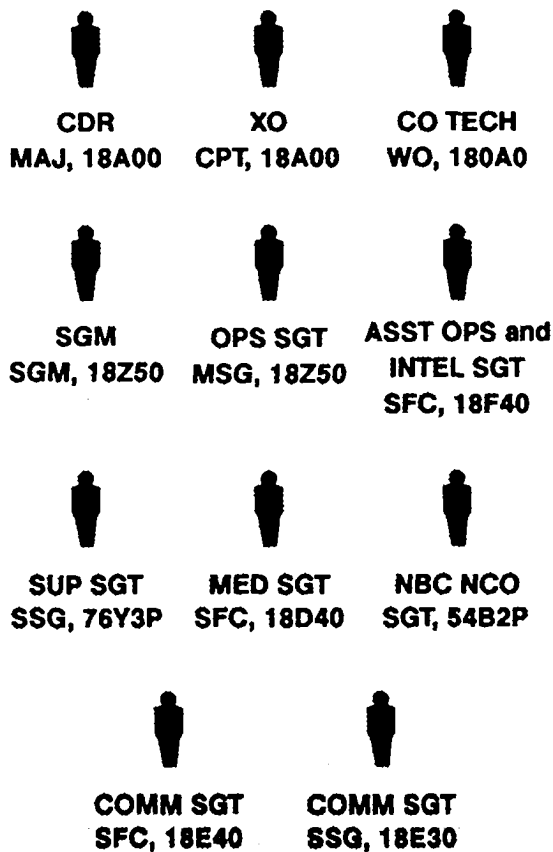 CDR
MAJ, 18A00
XO
CPT, 18A00
CO TECH
WO, 180A0
SGM
SGM, 18Z50
OPS SGT
MSG, 18Z50
ASST OPS and
INTEL SGT
SFC, 18F40
SUP SGT
SSG, 76Y3P
MED SGT
SFC, 18D40
NBC NCO
SGT, 54B2P
COMM SGT
SFC, 18E40
COMM SGT
SSG, 18E30